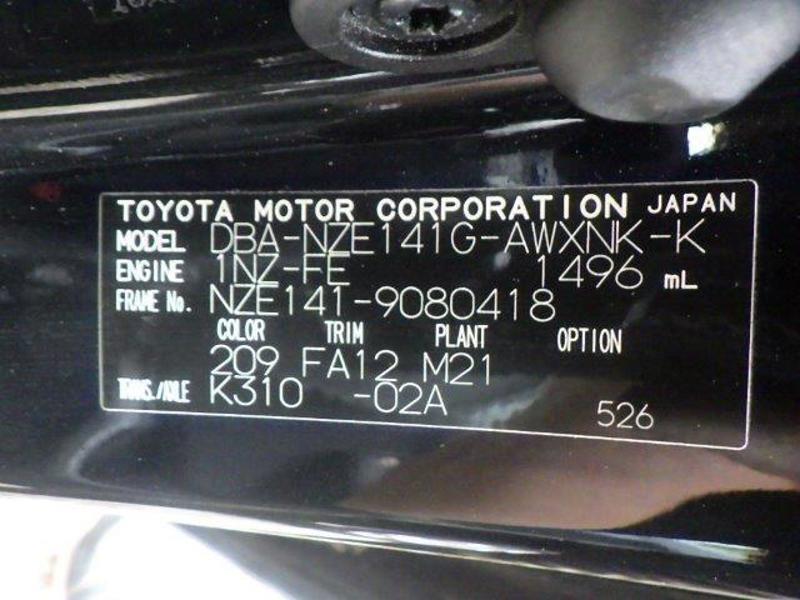 TOYOTA MOTOR CORPORATION JAPAN
MODEL DBA-NZE141G-AWXNK-K
ENGINE 1NZ-FE 1496 mL
FRAME No. NZE141-9080418
COLOR TRIM PLANT OPTION
209 FA12 M21
TRANS./AXLE K310 -02A
526